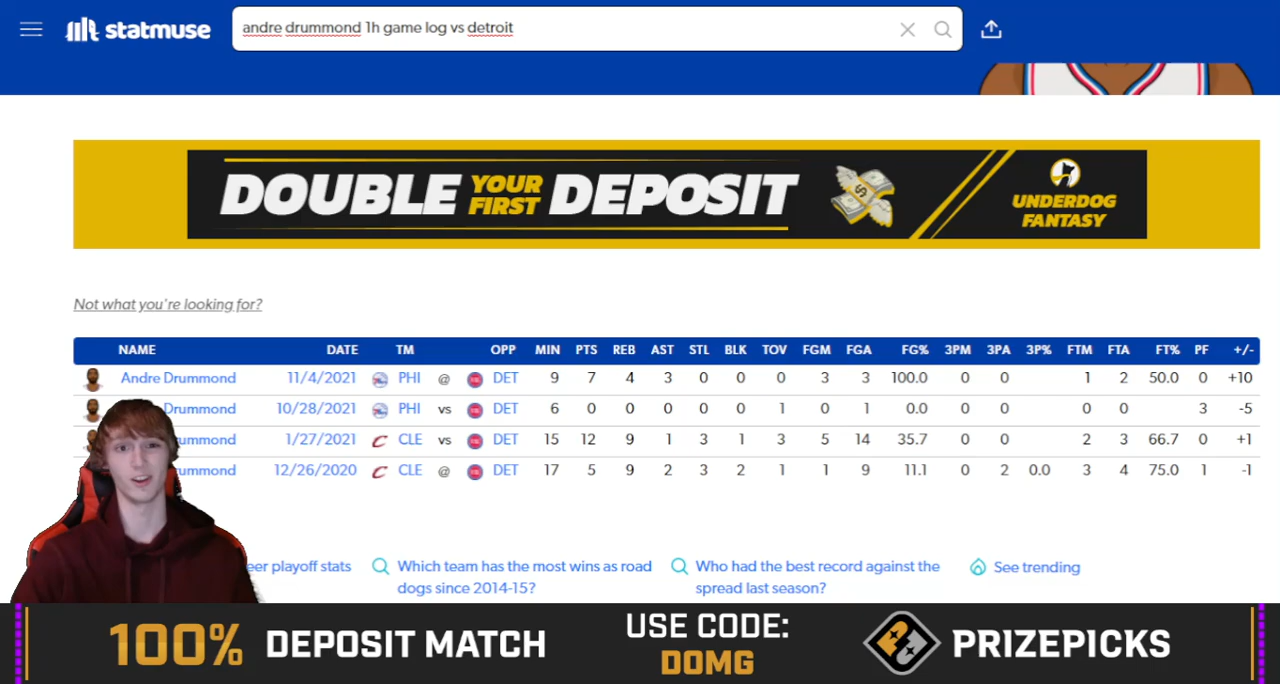 statmuse
andre drummond 1h game log vs detroit
DOUBLE YOUR FIRST DEPOSIT
UNDERDOG FANTASY
Not what you're looking for?
NAME DATE TM OPP MIN PTS REB AST STL BLK TOV FGM FGA FG% 3PM 3PA 3P% FTM FTA FT% PF +/-
Andre Drummond 11/4/2021 PHI @ DET 9 7 4 3 0 0 0 3 3 100.0 0 0 1 2 50.0 0 +10
Drummond 10/28/2021 PHI vs DET 6 0 0 0 0 0 1 0 1 0.0 0 0 0 0 3 -5
ummond 1/27/2021 CLE vs DET 15 12 9 1 3 1 3 5 14 35.7 0 0 2 3 66.7 0 +1
ummond 12/26/2020 CLE @ DET 17 5 9 2 3 2 1 1 9 11.1 0 2 0.0 3 4 75.0 1 -1
eer playoff stats
Which team has the most wins as road
dogs since 2014-15?
Who had the best record against the
spread last season?
See trending
100% DEPOSIT MATCH
USE CODE:
DOMG
PRIZEPICKS